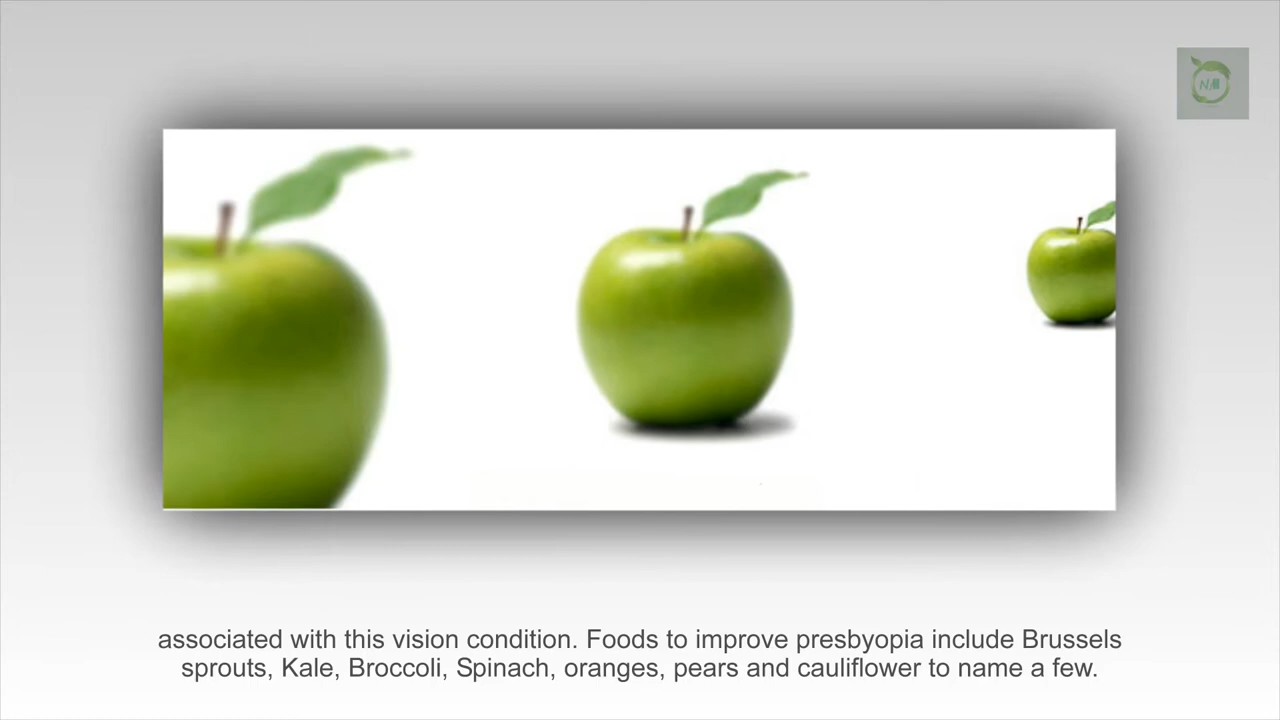 associated with this vision condition. Foods to improve presbyopia include Brussels
sprouts, Kale, Broccoli, Spinach, oranges, pears and cauliflower to name a few.